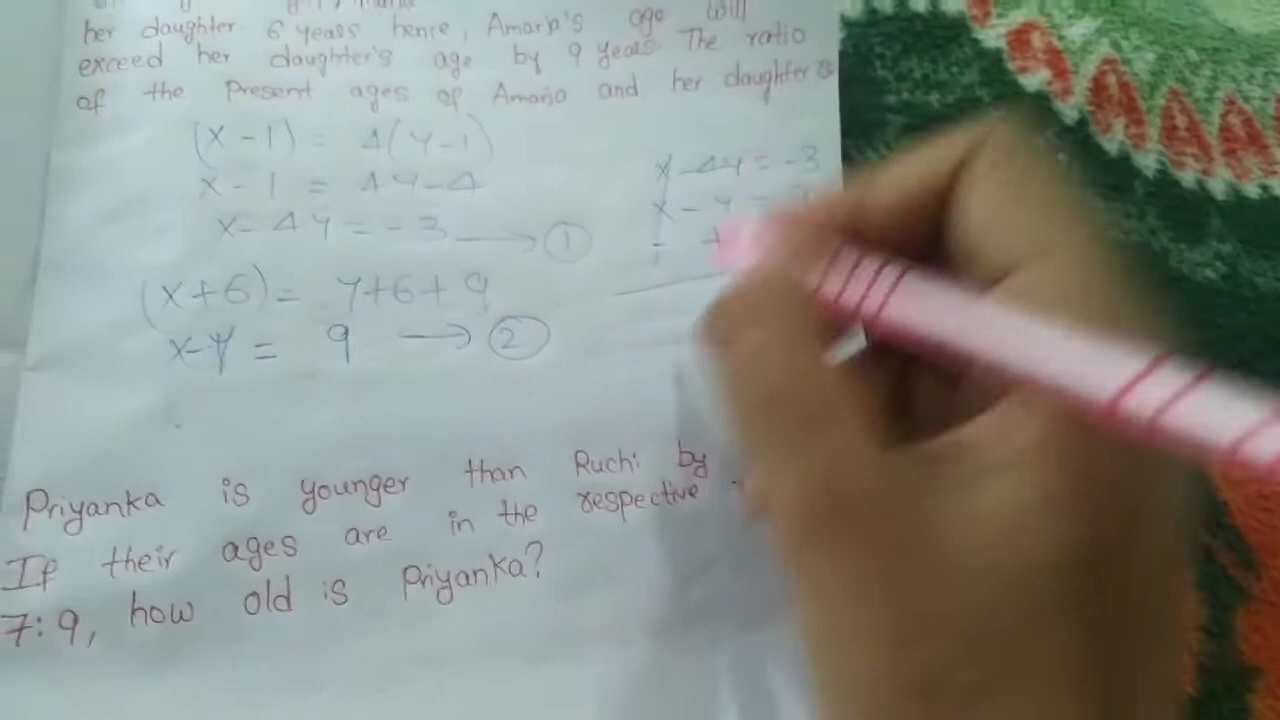 her daughter 6 years hence, Amarja's age will
exceed her daughter's age by 9 years. The ratio
of the Present ages of Amarja and her daughter is
(x-1) = 4(y-1)
x-1 = 4y-4
x-4y = -3 → ①
x-4y = -3
x-y =
- +
(x+6) = y+6+9
x-y = 9 → ②
Priyanka is younger than Ruchi by
If their ages are in the respective
7:9, how old is Priyanka?